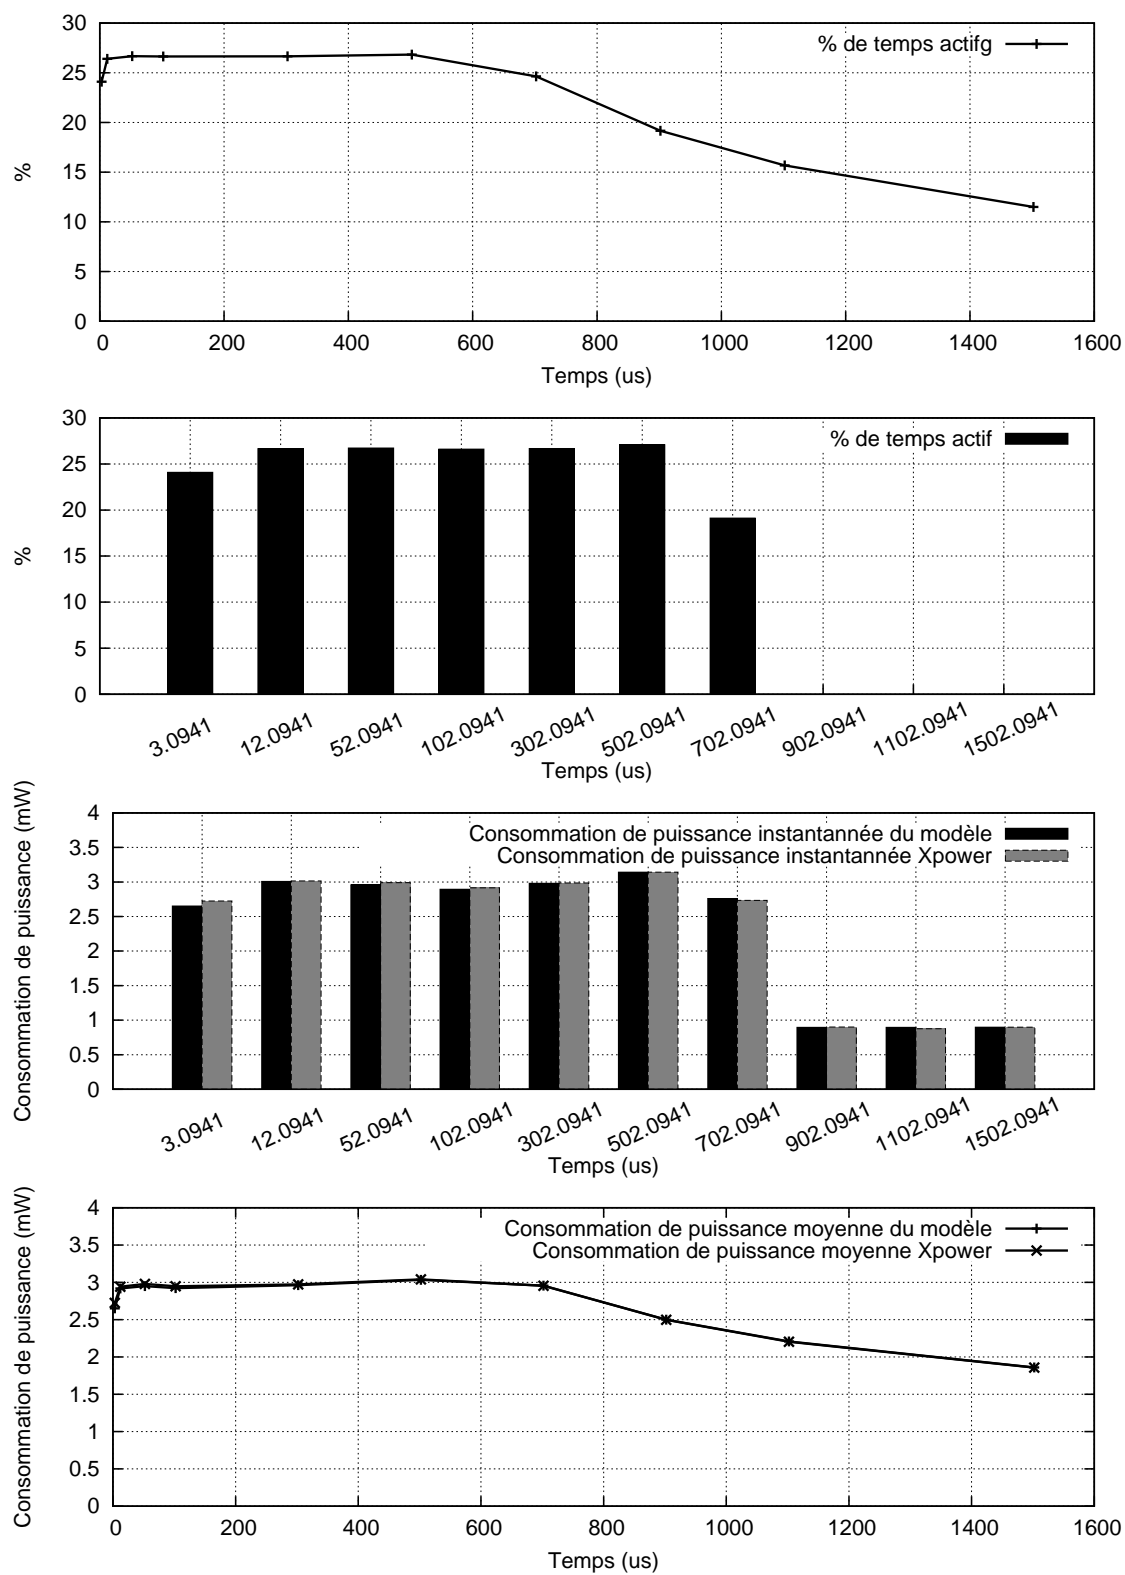 30
% de temps actifg
25
20
%
15
10
5
0
0 200 400 600 800 1000 1200 1400 1600
Temps (us)
30
% de temps actif
25
20
%
15
10
5
0
3.0941 12.0941 52.0941 102.0941 302.0941 502.0941 702.0941 902.0941 1102.0941 1502.0941
Temps (us)
Consommation de puissance (mW)
4
Consommation de puissance instantannée du modèle
3.5
Consommation de puissance instantannée Xpower
3
2.5
2
1.5
1
0.5
0
3.0941 12.0941 52.0941 102.0941 302.0941 502.0941 702.0941 902.0941 1102.0941 1502.0941
Temps (us)
Consommation de puissance (mW)
4
Consommation de puissance moyenne du modèle
3.5
Consommation de puissance moyenne Xpower
3
2.5
2
1.5
1
0.5
0
0 200 400 600 800 1000 1200 1400 1600
Temps (us)